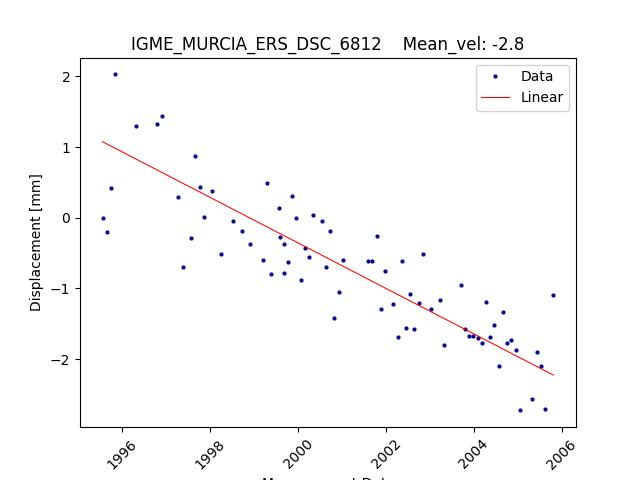 IGME_MURCIA_ERS_DSC_6812 Mean_vel: -2.8
Data
Linear
Displacement [mm]
2
1
0
−1
−2
1996
1998
2000
2002
2004
2006